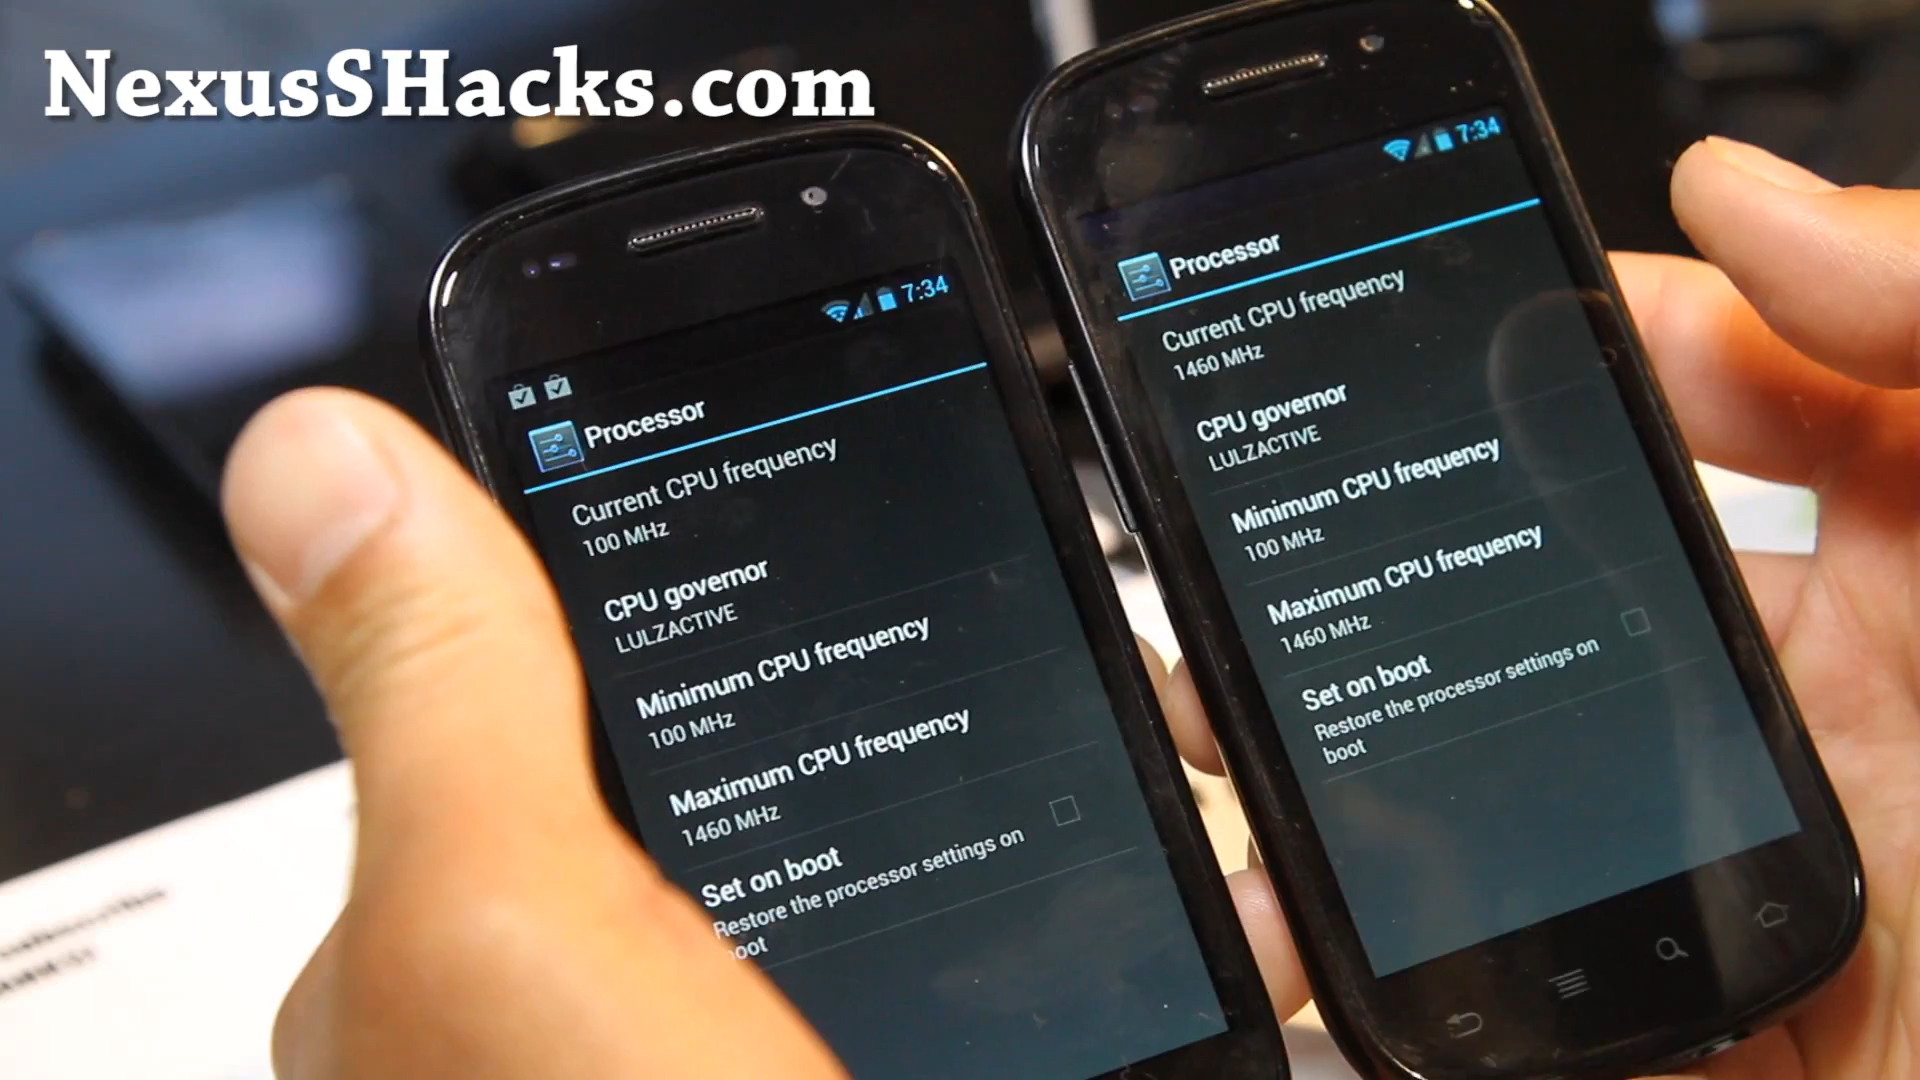 NexusSHacks.com
7:34
Processor
Current CPU frequency
100 MHz
CPU governor
LULZACTIVE
Minimum CPU frequency
100 MHz
Maximum CPU frequency
1460 MHz
Set on boot
Restore the processor settings on
boot
7:34
Processor
Current CPU frequency
1460 MHz
CPU governor
LULZACTIVE
Minimum CPU frequency
100 MHz
Maximum CPU frequency
1460 MHz
Set on boot
Restore the processor settings on
boot